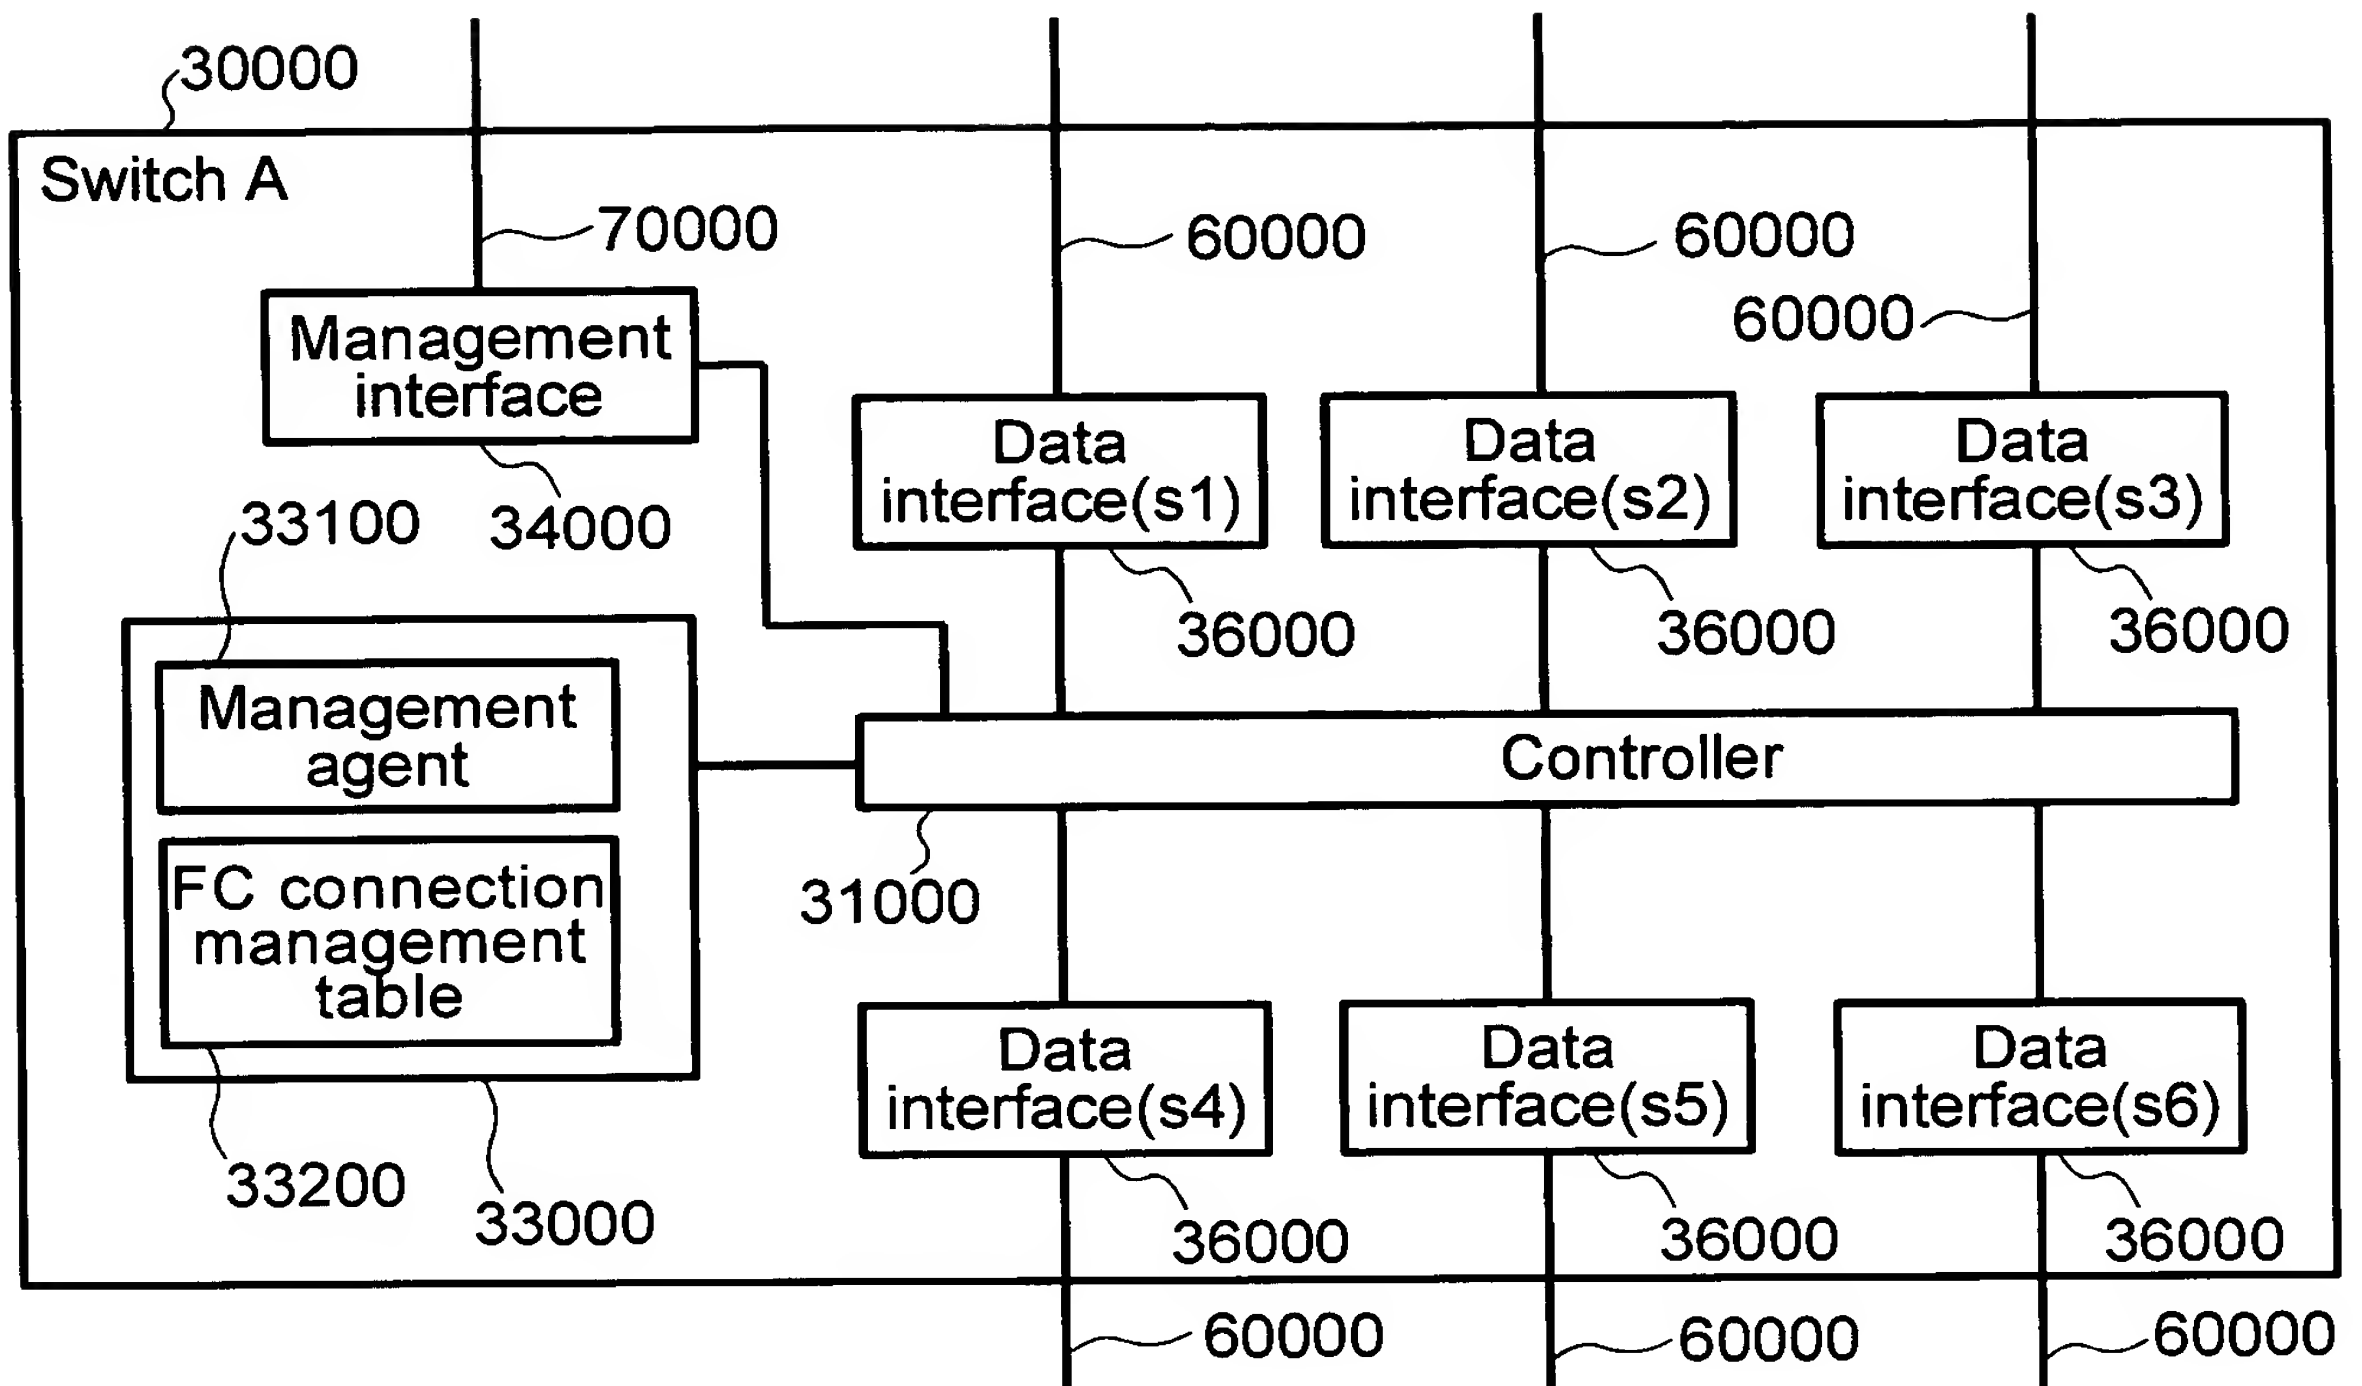 30000
Switch A
70000
60000
60000
60000
Management
interface
34000
Data
interface(s1)
Data
interface(s2)
Data
interface(s3)
36000
36000
36000
33100
Management
agent
FC connection
management
table
33200
33000
Controller
31000
Data
interface(s4)
Data
interface(s5)
Data
interface(s6)
36000
36000
36000
60000
60000
60000